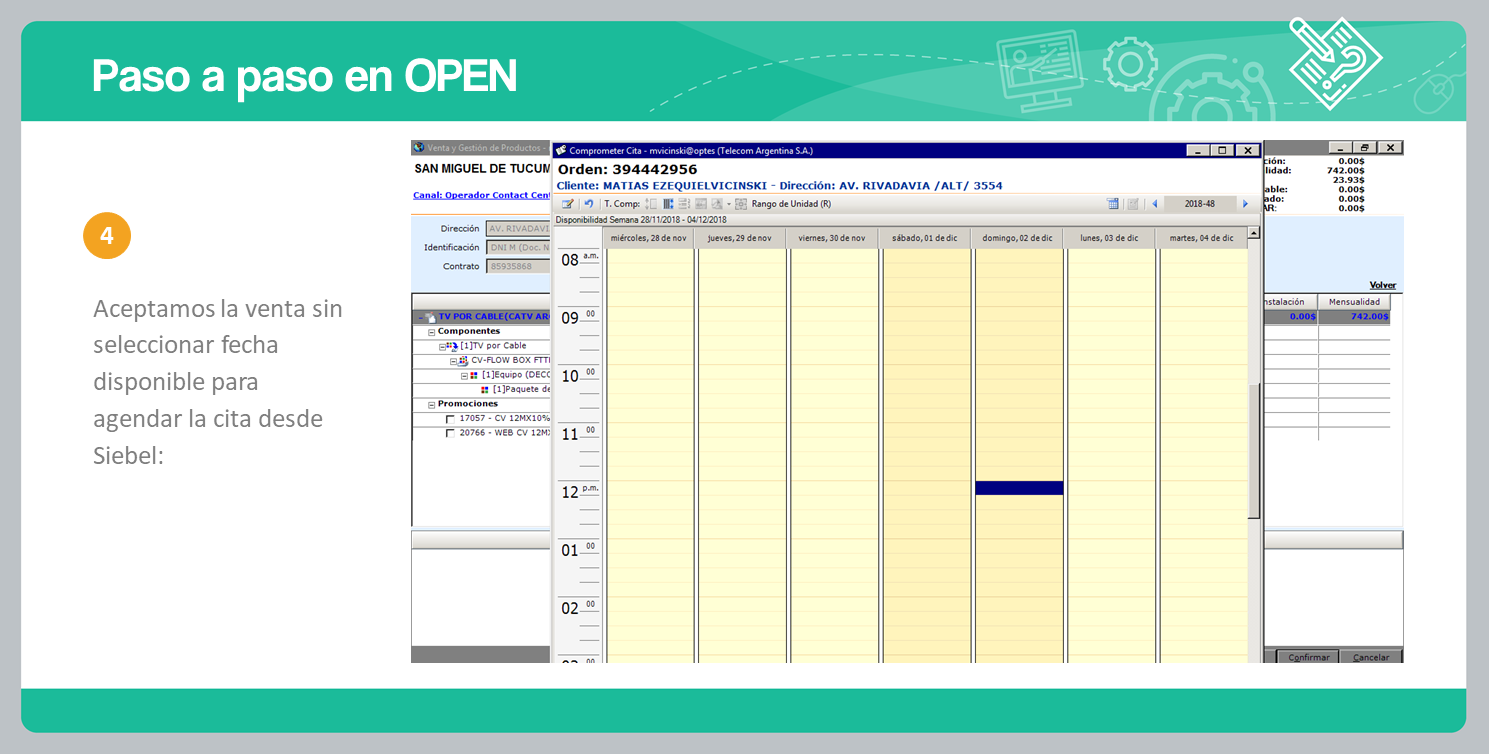 Paso a paso en OPEN
4
Aceptamos la venta sin
seleccionar fecha
disponible para
agendar la cita desde
Siebel:
Venta y Gestión de Productos -
SAN MIGUEL DE TUCUM
Canal: Operador Contact Cent
Dirección AV. RIVADAVI
Identificación DNI M (Doc. N
Contrato 85935868
TV POR CABLE(CATV AR
Componentes
[1]TV por Cable
CV-FLOW BOX FTT
[1]Equipo (DECO
[1]Paquete de
Promociones
17057 - CV 12MX10%
20766 - WEB CV 12M
Comprometer Cita - mvicinski@optes (Telecom Argentina S.A.)
Orden: 394442956
Cliente: MATIAS EZEQUIELVICINSKI - Dirección: AV. RIVADAVIA /ALT/ 3554
T. Comp: Rango de Unidad (R) 2018-48
Disponibilidad Semana 28/11/2018 - 04/12/2018
miércoles, 28 de nov jueves, 29 de nov viernes, 30 de nov sábado, 01 de dic domingo, 02 de dic lunes, 03 de dic martes, 04 de dic
08 a.m.
09 00
10 00
11 00
12 p.m.
01 00
02 00
03 00
ción: 0.00$
lidad: 742.00$
23.93$
able: 0.00$
ado: 0.00$
AR: 0.00$
Volver
nstalación Mensualidad
0.00$ 742.00$
Confirmar Cancelar